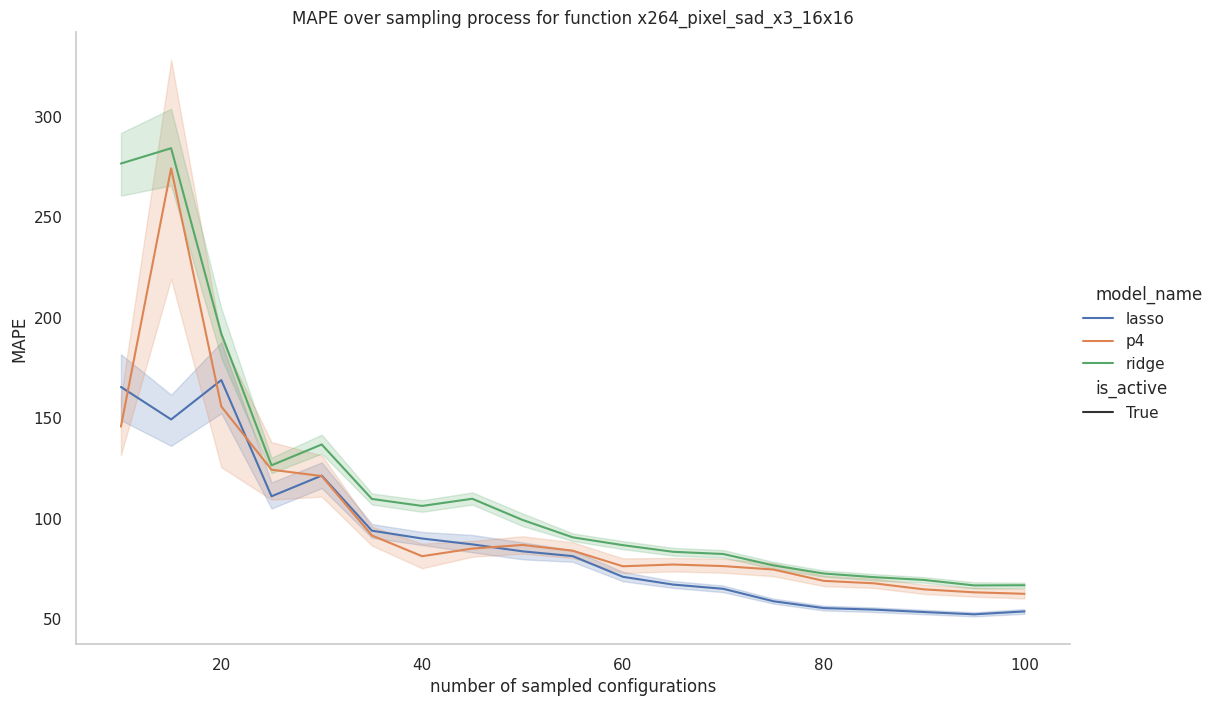 MAPE over sampling process for function x264_pixel_sad_x3_16x16
300
250
200
150
100
50
MAPE
20
40
60
80
100
number of sampled configurations
model_name
lasso
p4
ridge
is_active
True